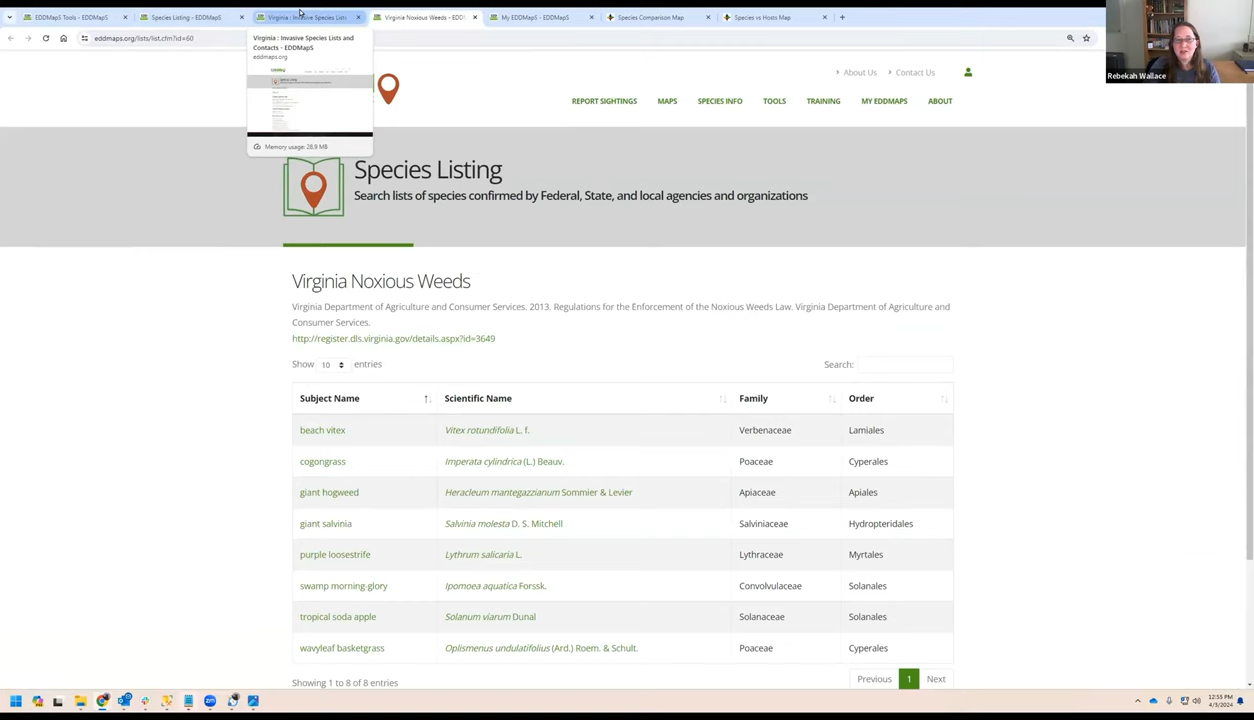 EDDMapS Tools - EDDMapS
Species Listing - EDDMapS
Virginia : Invasive Species Lists
Virginia Noxious Weeds - EDD
My EDDMapS - EDDMapS
Species Comparison Map
Species vs Hosts Map
eddmaps.org/lists/list.cfm?id=60
Virginia : Invasive Species Lists and
Contacts - EDDMapS
eddmaps.org
Memory usage: 28.9 MB
Rebekah Wallace
About Us
Contact Us
REPORT SIGHTINGS
MAPS
SPECIES INFO
TOOLS
TRAINING
MY EDDMAPS
ABOUT
Species Listing
Search lists of species confirmed by Federal, State, and local agencies and organizations
Virginia Noxious Weeds
Virginia Department of Agriculture and Consumer Services. 2013. Regulations for the Enforcement of the Noxious Weeds Law. Virginia Department of Agriculture and
Consumer Services.
http://register.dls.virginia.gov/details.aspx?id=3649
Show 10 entries
Search:
Subject Name Scientific Name Family Order
beach vitex Vitex rotundifolia L. f. Verbenaceae Lamiales
cogongrass Imperata cylindrica (L.) Beauv. Poaceae Cyperales
giant hogweed Heracleum mantegazzianum Sommier & Levier Apiaceae Apiales
giant salvinia Salvinia molesta D. S. Mitchell Salviniaceae Hydropteridales
purple loosestrife Lythrum salicaria L. Lythraceae Myrtales
swamp morning-glory Ipomoea aquatica Forssk. Convolvulaceae Solanales
tropical soda apple Solanum viarum Dunal Solanaceae Solanales
wavyleaf basketgrass Oplismenus undulatifolius (Ard.) Roem. & Schult. Poaceae Cyperales
Showing 1 to 8 of 8 entries
Previous 1 Next
12:55 PM
4/3/2024